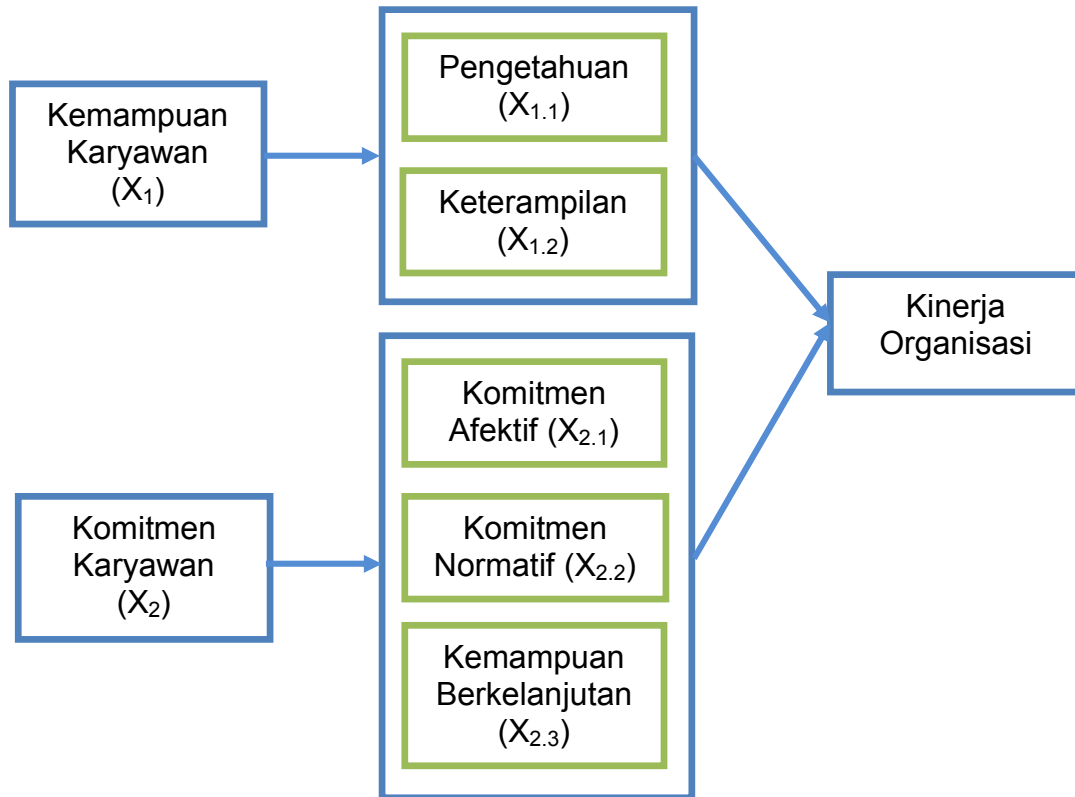 Kemampuan
Karyawan
(X₁)
Pengetahuan
(X₁.₁)
Keterampilan
(X₁.₂)
Kinerja
Organisasi
Komitmen
Karyawan
(X₂)
Komitmen
Afektif (X₂.₁)
Komitmen
Normatif (X₂.₂)
Kemampuan
Berkelanjutan
(X₂.₃)